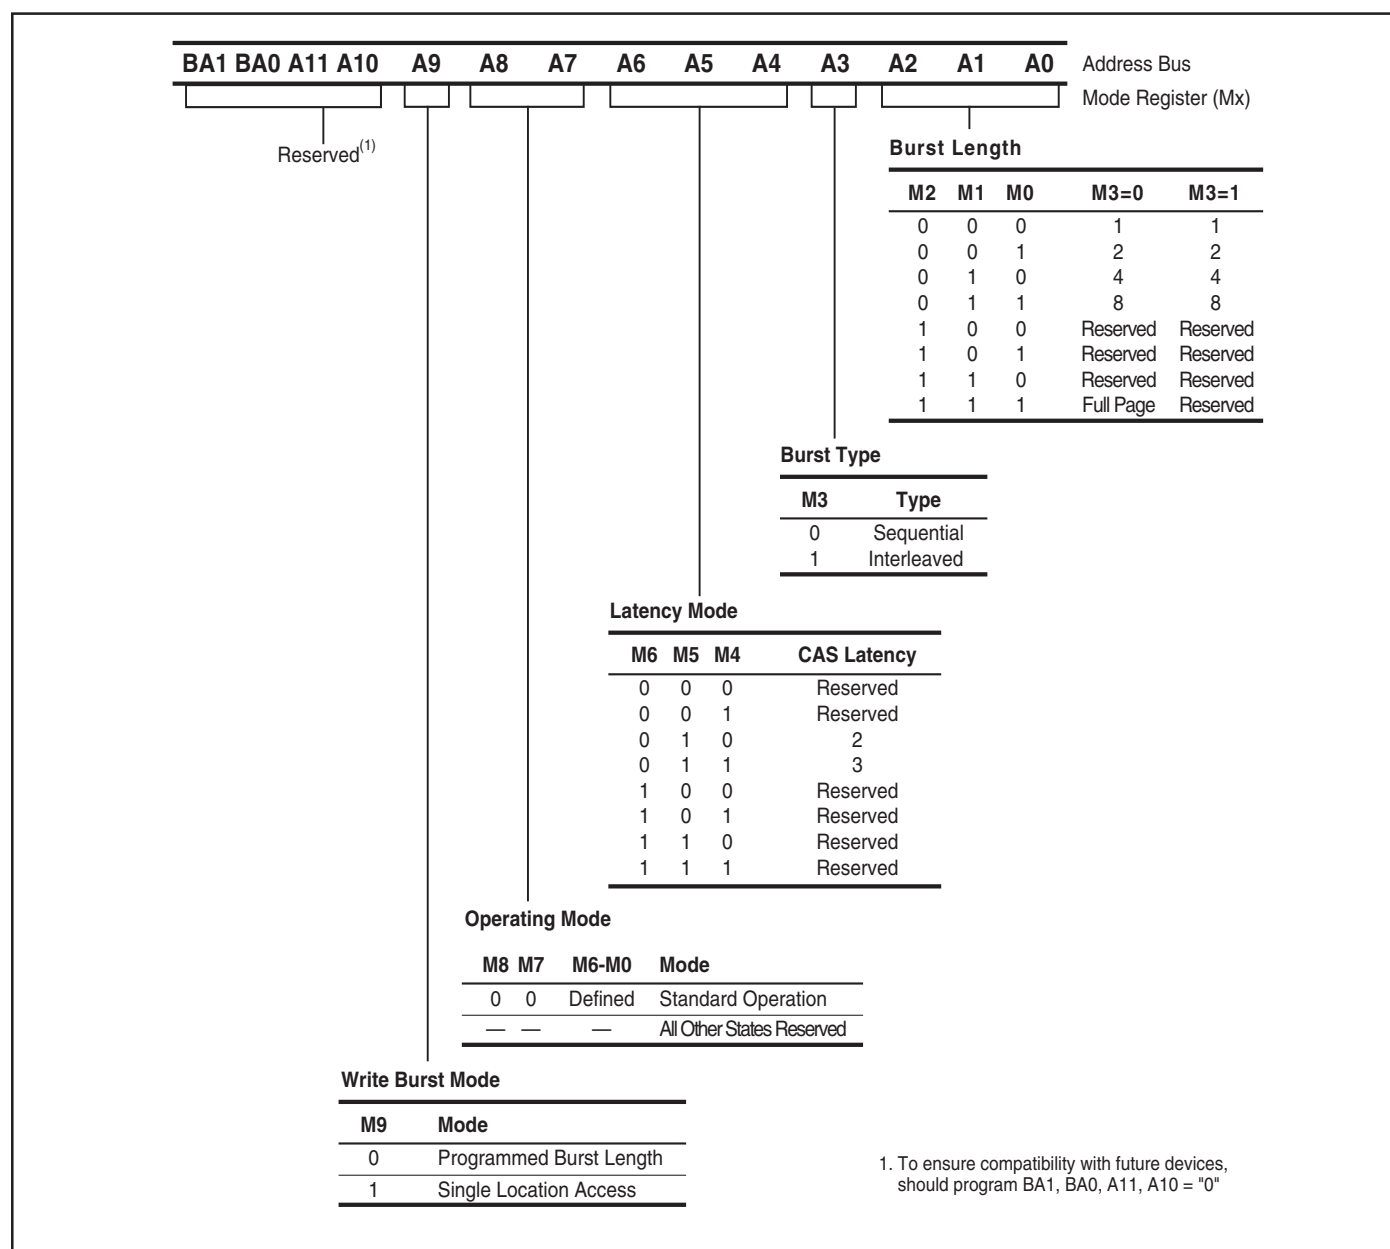 BA1 BA0 A11 A10 A9 A8 A7 A6 A5 A4 A3 A2 A1 A0 Address Bus
Mode Register (Mx)
Reserved(1)
Burst Length
M2 M1 M0 M3=0 M3=1
0 0 0 1 1
0 0 1 2 2
0 1 0 4 4
0 1 1 8 8
1 0 0 Reserved Reserved
1 0 1 Reserved Reserved
1 1 0 Reserved Reserved
1 1 1 Full Page Reserved
Burst Type
M3 Type
0 Sequential
1 Interleaved
Latency Mode
M6 M5 M4 CAS Latency
0 0 0 Reserved
0 0 1 Reserved
0 1 0 2
0 1 1 3
1 0 0 Reserved
1 0 1 Reserved
1 1 0 Reserved
1 1 1 Reserved
Operating Mode
M8 M7 M6-M0 Mode
0 0 Defined Standard Operation
— — — All Other States Reserved
Write Burst Mode
M9 Mode
0 Programmed Burst Length
1 Single Location Access
1. To ensure compatibility with future devices,
should program BA1, BA0, A11, A10 = "0"